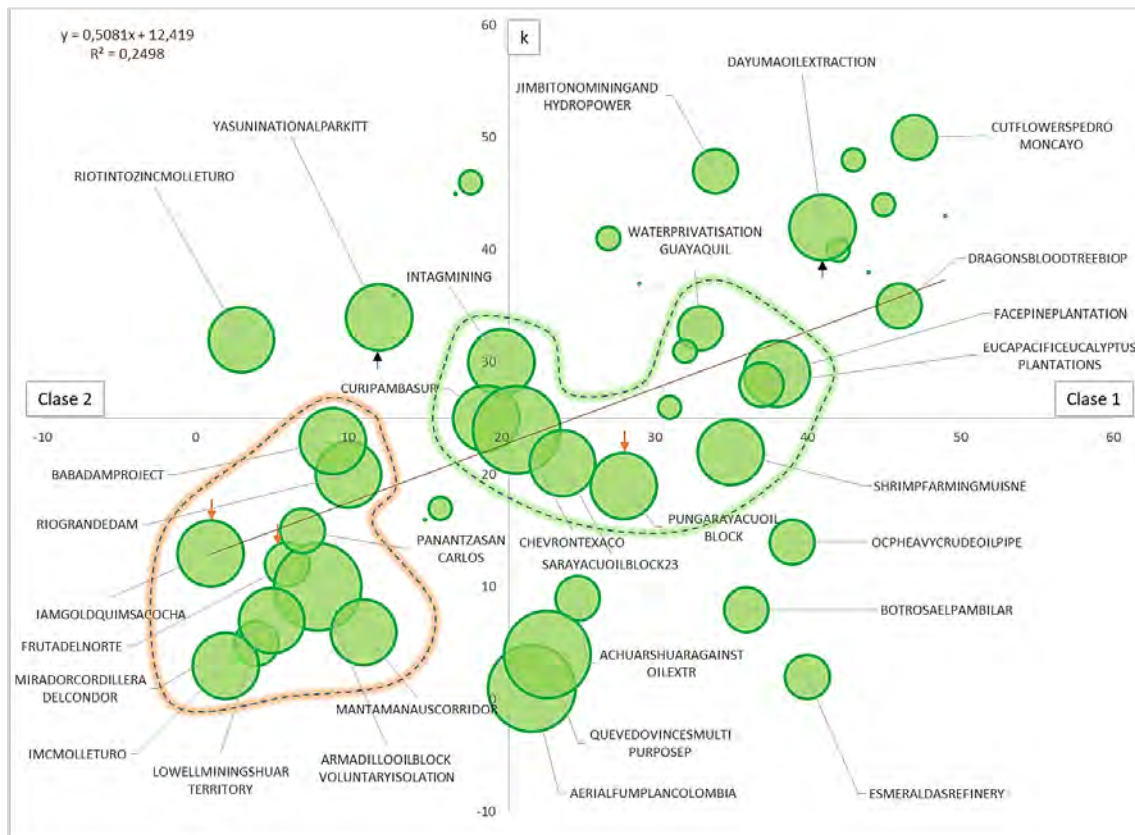 60
y = 0,5081x + 12,419
R² = 0,2498
k
DAYUMAOILEXTRACTION
JIMBITONOMININGAND
HYDROPOWER
YASUNINATIONALPARKITT
50
CUTFLOWERSPEDRO
MONCAYO
RIOTINTOZINCMOLLETURO
WATERPRIVATISATION
GUAYAQUIL
40
DRAGONSBLOODTREEBIOP
INTAGMINING
FACEPINEPLANTATION
30
EUCAPACIFICEUCALYPTUS
PLANTATIONS
CURIPAMBASUR
Clase 2
Clase 1
-10
0
10
20
30
40
50
60
BABADAMPROJECT
20
SHRIMPFARMINGMUISNE
RIOGRANDEDAM
PUNGARAYACUOIL
BLOCK
PANANTZASAN
CARLOS
CHEVRONTEXACO
OCPHEAVYCRUDEOILPIPE
SARAYACUOILBLOCK23
10
IAMGOLDQUIMSACOCHA
BOTROSAELPAMBILAR
FRUTADELNORTE
ACHUARSHUARAGAINST
OILEXTR
MIRADORCORDILLERA
DELCONDOR
0
MANTAMANAUSCORRIDOR
QUEVEDOVINCESMULTI
PURPOSEP
IMCMOLLETURO
ARMADILLOOILBLOCK
VOLUNTARYISOLATION
LOWELLMININGSHUAR
TERRITORY
AERIALFUMPLANCOLOMBIA
ESMERALDASREFINERY
-10